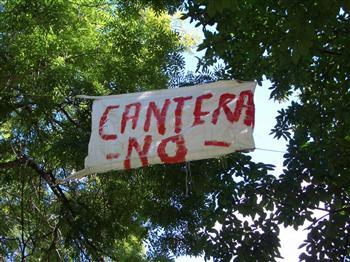 CANTERA
- NO -